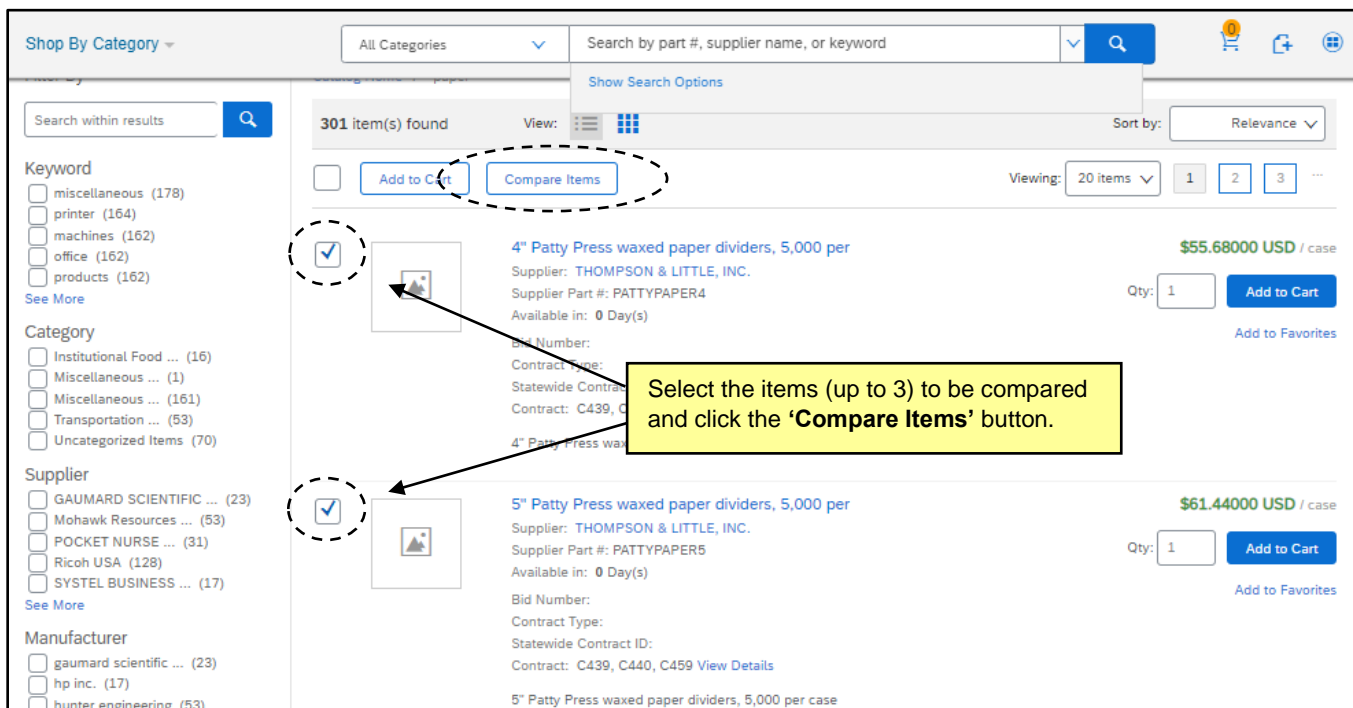 Shop By Category
All Categories
Search by part #, supplier name, or keyword
0
Show Search Options
Search within results
301 item(s) found
View:
Sort by:
Relevance
Add to Cart
Compare Items
Viewing:
20 items
1
2
3
...
Keyword
miscellaneous (178)
printer (164)
machines (162)
office (162)
products (162)
See More
Category
Institutional Food ... (16)
Miscellaneous ... (1)
Miscellaneous ... (161)
Transportation ... (53)
Uncategorized Items (70)
Supplier
GAUMARD SCIENTIFIC ... (23)
Mohawk Resources ... (53)
POCKET NURSE ... (31)
Ricoh USA (128)
SYSTEL BUSINESS ... (17)
See More
Manufacturer
gaumard scientific ... (23)
hp inc. (17)
hunter engineering (53)
4" Patty Press waxed paper dividers, 5,000 per
Supplier: THOMPSON & LITTLE, INC.
Supplier Part #: PATTYPAPER4
Available in: 0 Day(s)
Bid Number:
Contract Type:
Statewide
Contract: C439,
4" Patty Press
$55.68000 USD / case
Qty: 1
Add to Cart
Add to Favorites
Select the items (up to 3) to be compared
and click the ‘Compare Items’ button.
5" Patty Press waxed paper dividers, 5,000 per
Supplier: THOMPSON & LITTLE, INC.
Supplier Part #: PATTYPAPER5
Available in: 0 Day(s)
Bid Number:
Contract Type:
Statewide Contract ID:
Contract: C439, C440, C459 View Details
5" Patty Press waxed paper dividers, 5,000 per case
$61.44000 USD / case
Qty: 1
Add to Cart
Add to Favorites